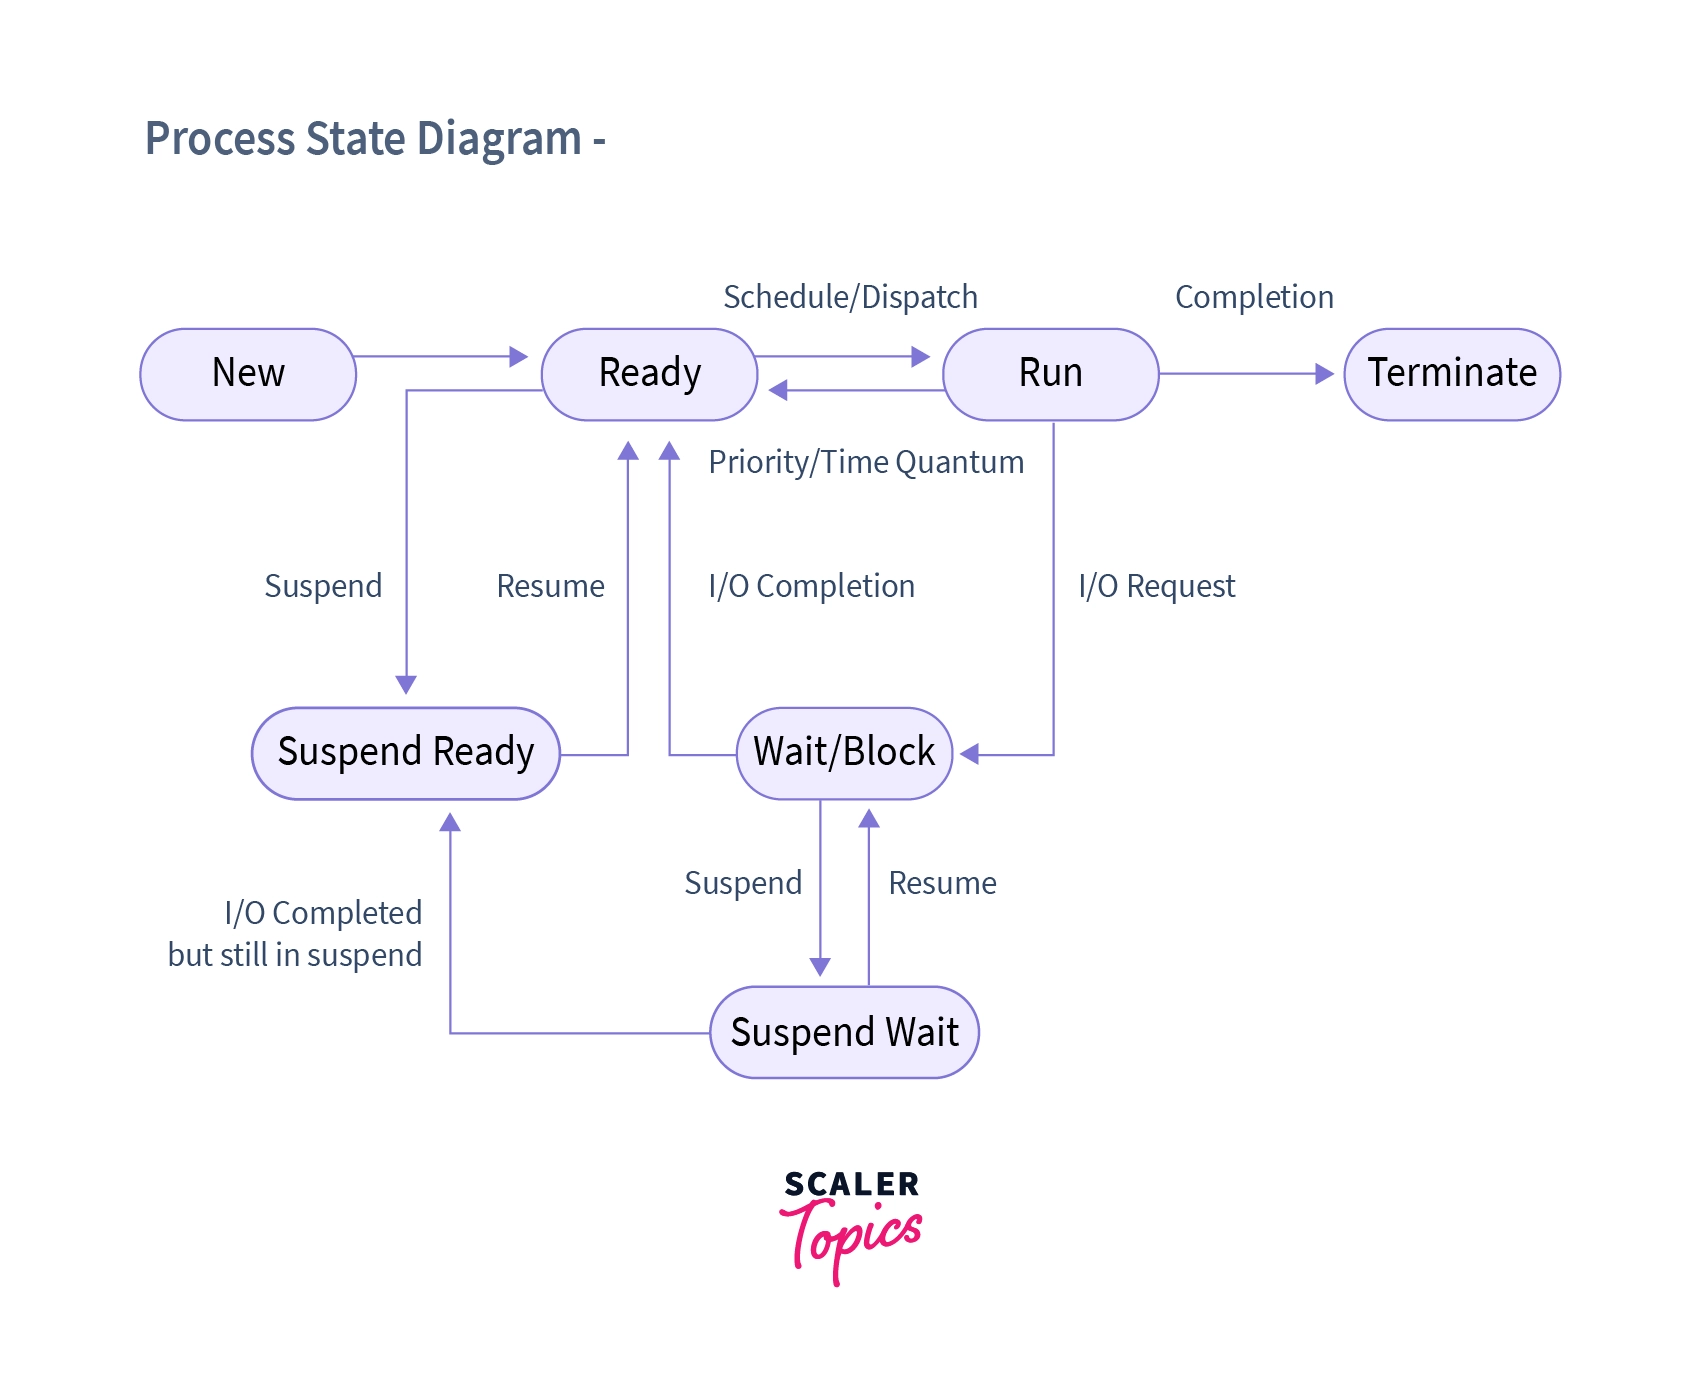 Process State Diagram -
Schedule/Dispatch
Completion
New
Ready
Run
Terminate
Priority/Time Quantum
Suspend
Resume
I/O Completion
I/O Request
Suspend Ready
Wait/Block
Suspend
Resume
I/O Completed
but still in suspend
Suspend Wait
SCALER
Topics